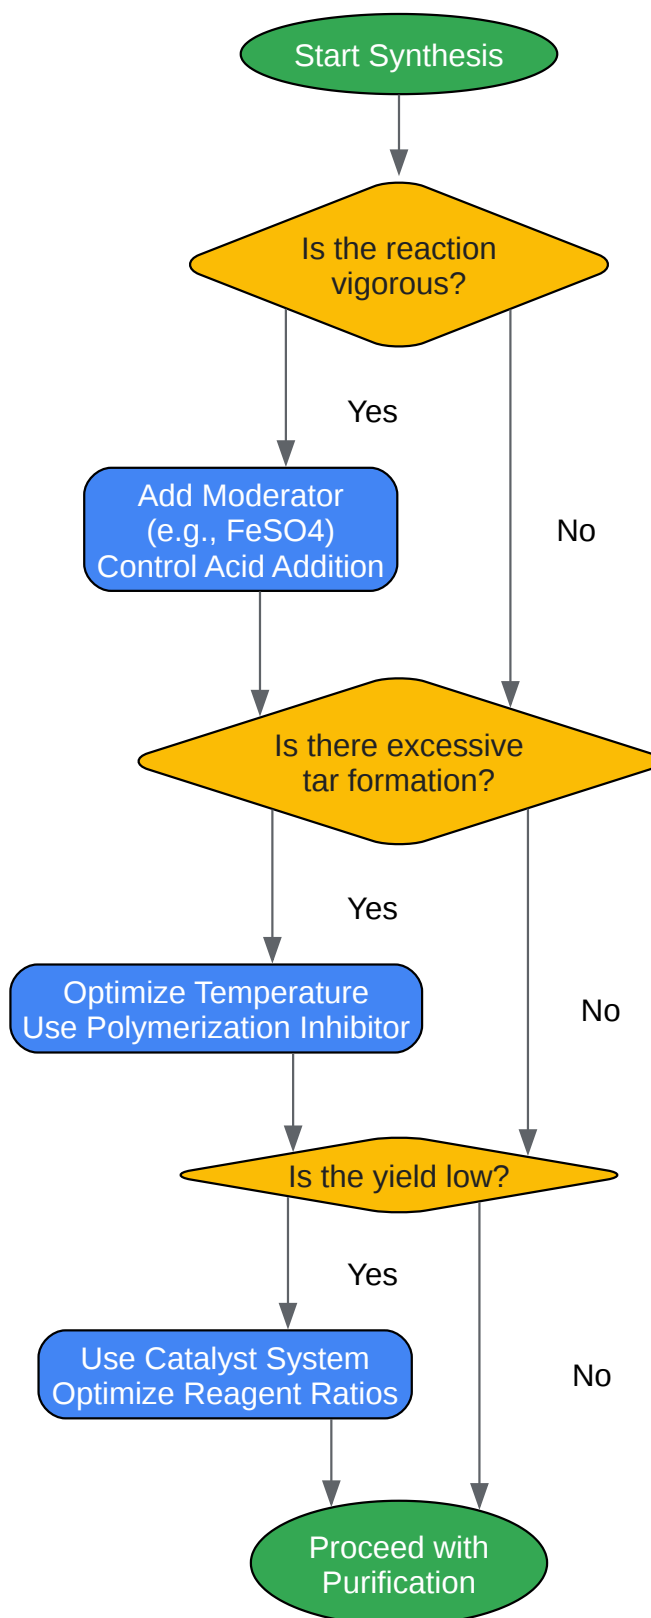 Start Synthesis
Is the reaction
vigorous?
Yes
Add Moderator
(e.g., FeSO4)
Control Acid Addition
No
Is there excessive
tar formation?
Yes
Optimize Temperature
Use Polymerization Inhibitor
No
Is the yield low?
Yes
Use Catalyst System
Optimize Reagent Ratios
No
Proceed with
Purification